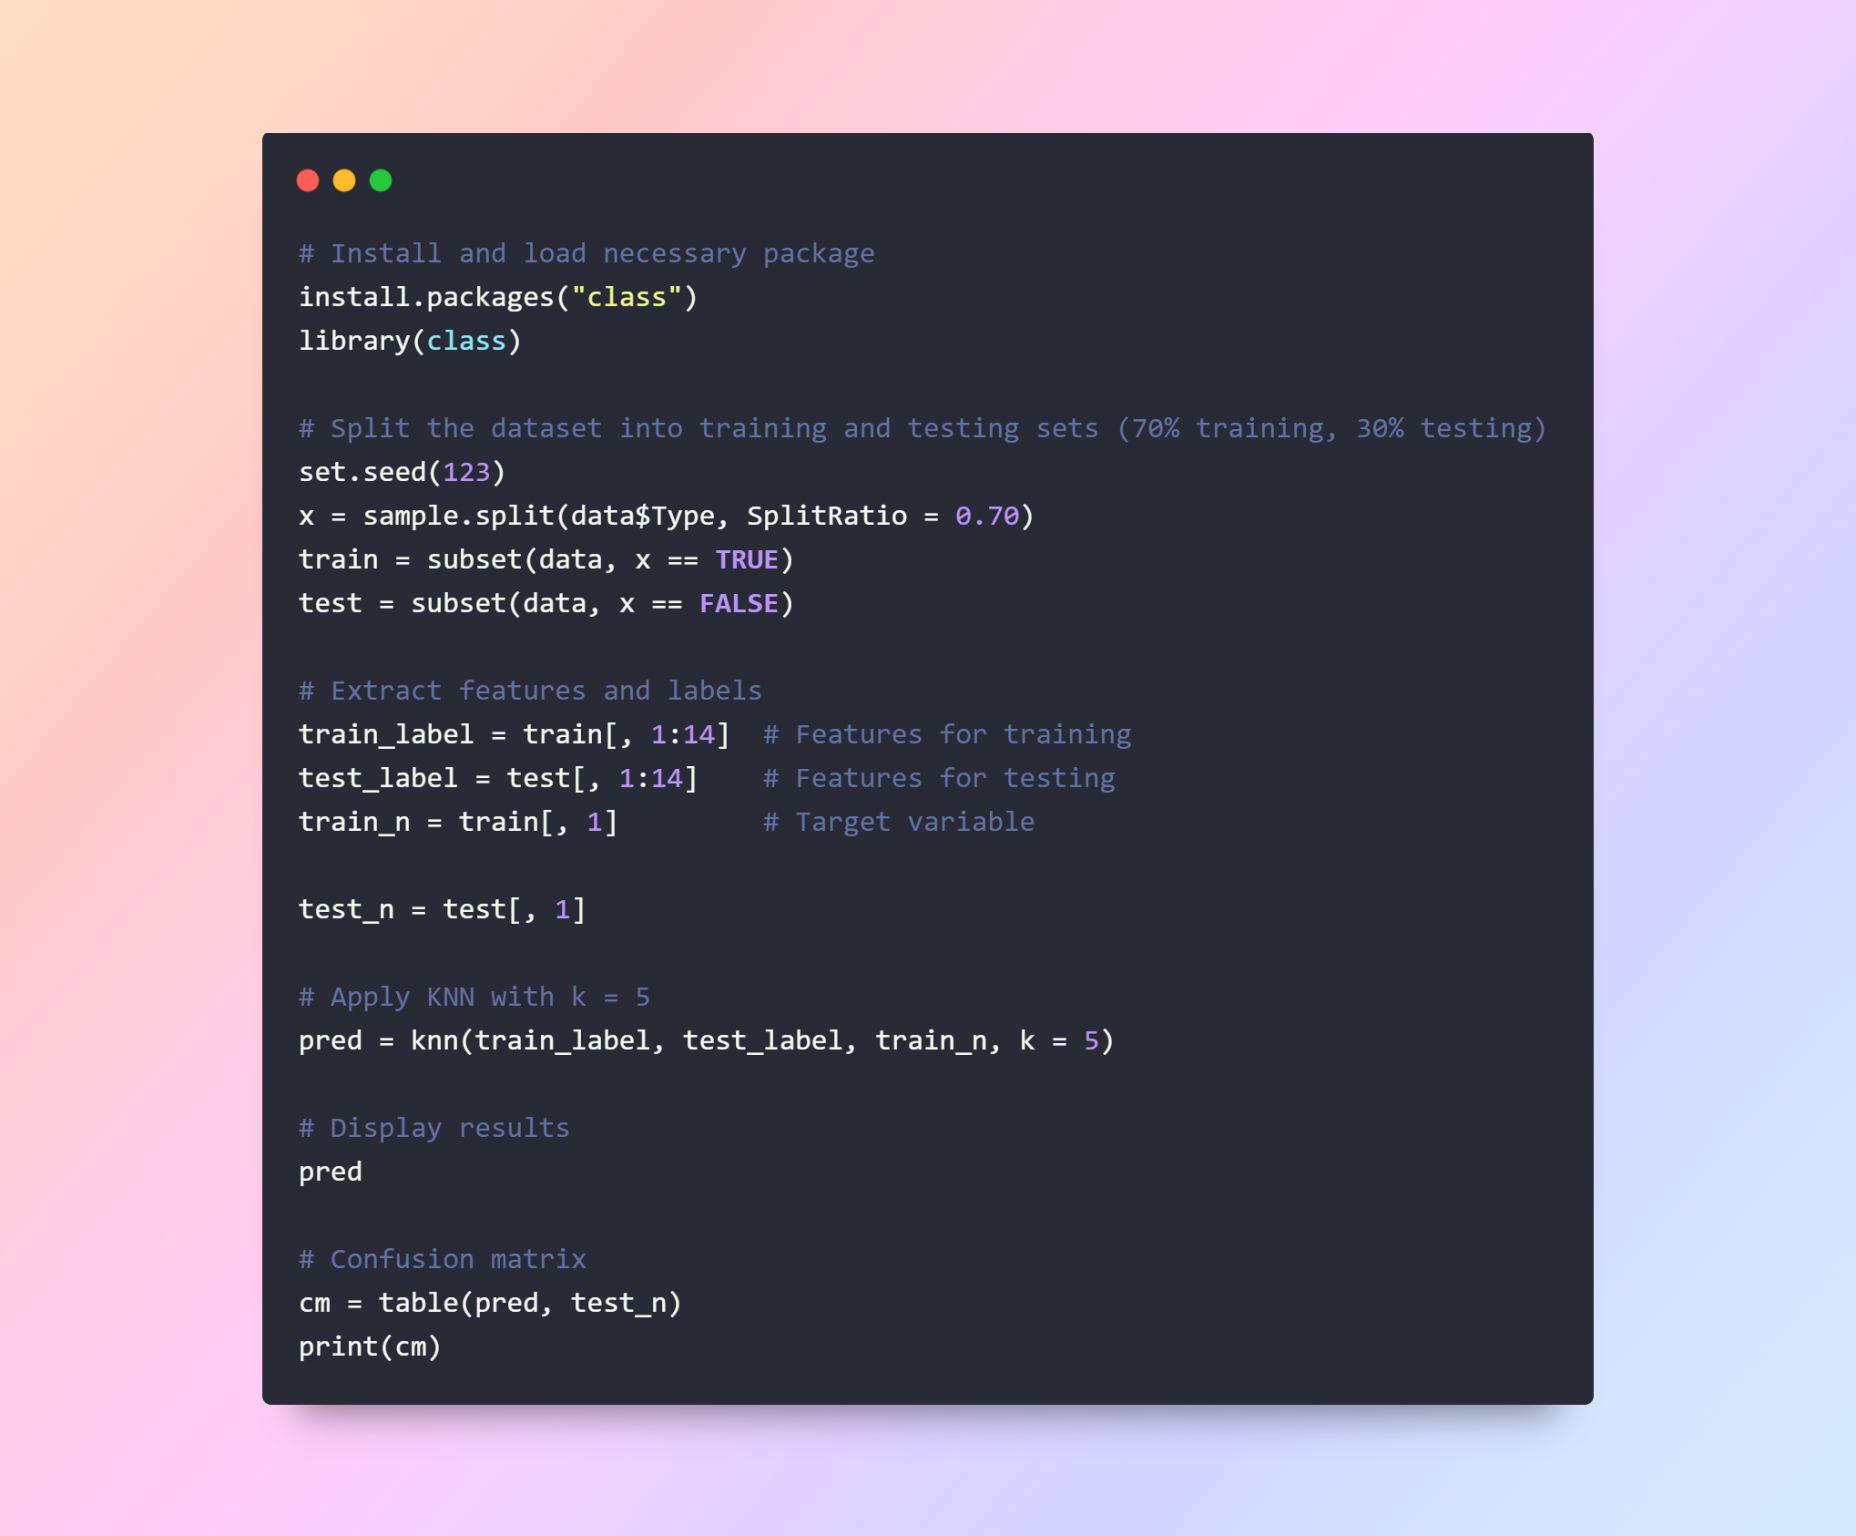 # Install and load necessary package
install.packages("class")
library(class)
# Split the dataset into training and testing sets (70% training, 30% testing)
set.seed(123)
x = sample.split(data$Type, SplitRatio = 0.70)
train = subset(data, x == TRUE)
test = subset(data, x == FALSE)
# Extract features and labels
train_label = train[, 1:14]  # Features for training
test_label = test[, 1:14]    # Features for testing
train_n = train[, 1]         # Target variable
test_n = test[, 1]
# Apply KNN with k = 5
pred = knn(train_label, test_label, train_n, k = 5)
# Display results
pred
# Confusion matrix
cm = table(pred, test_n)
print(cm)